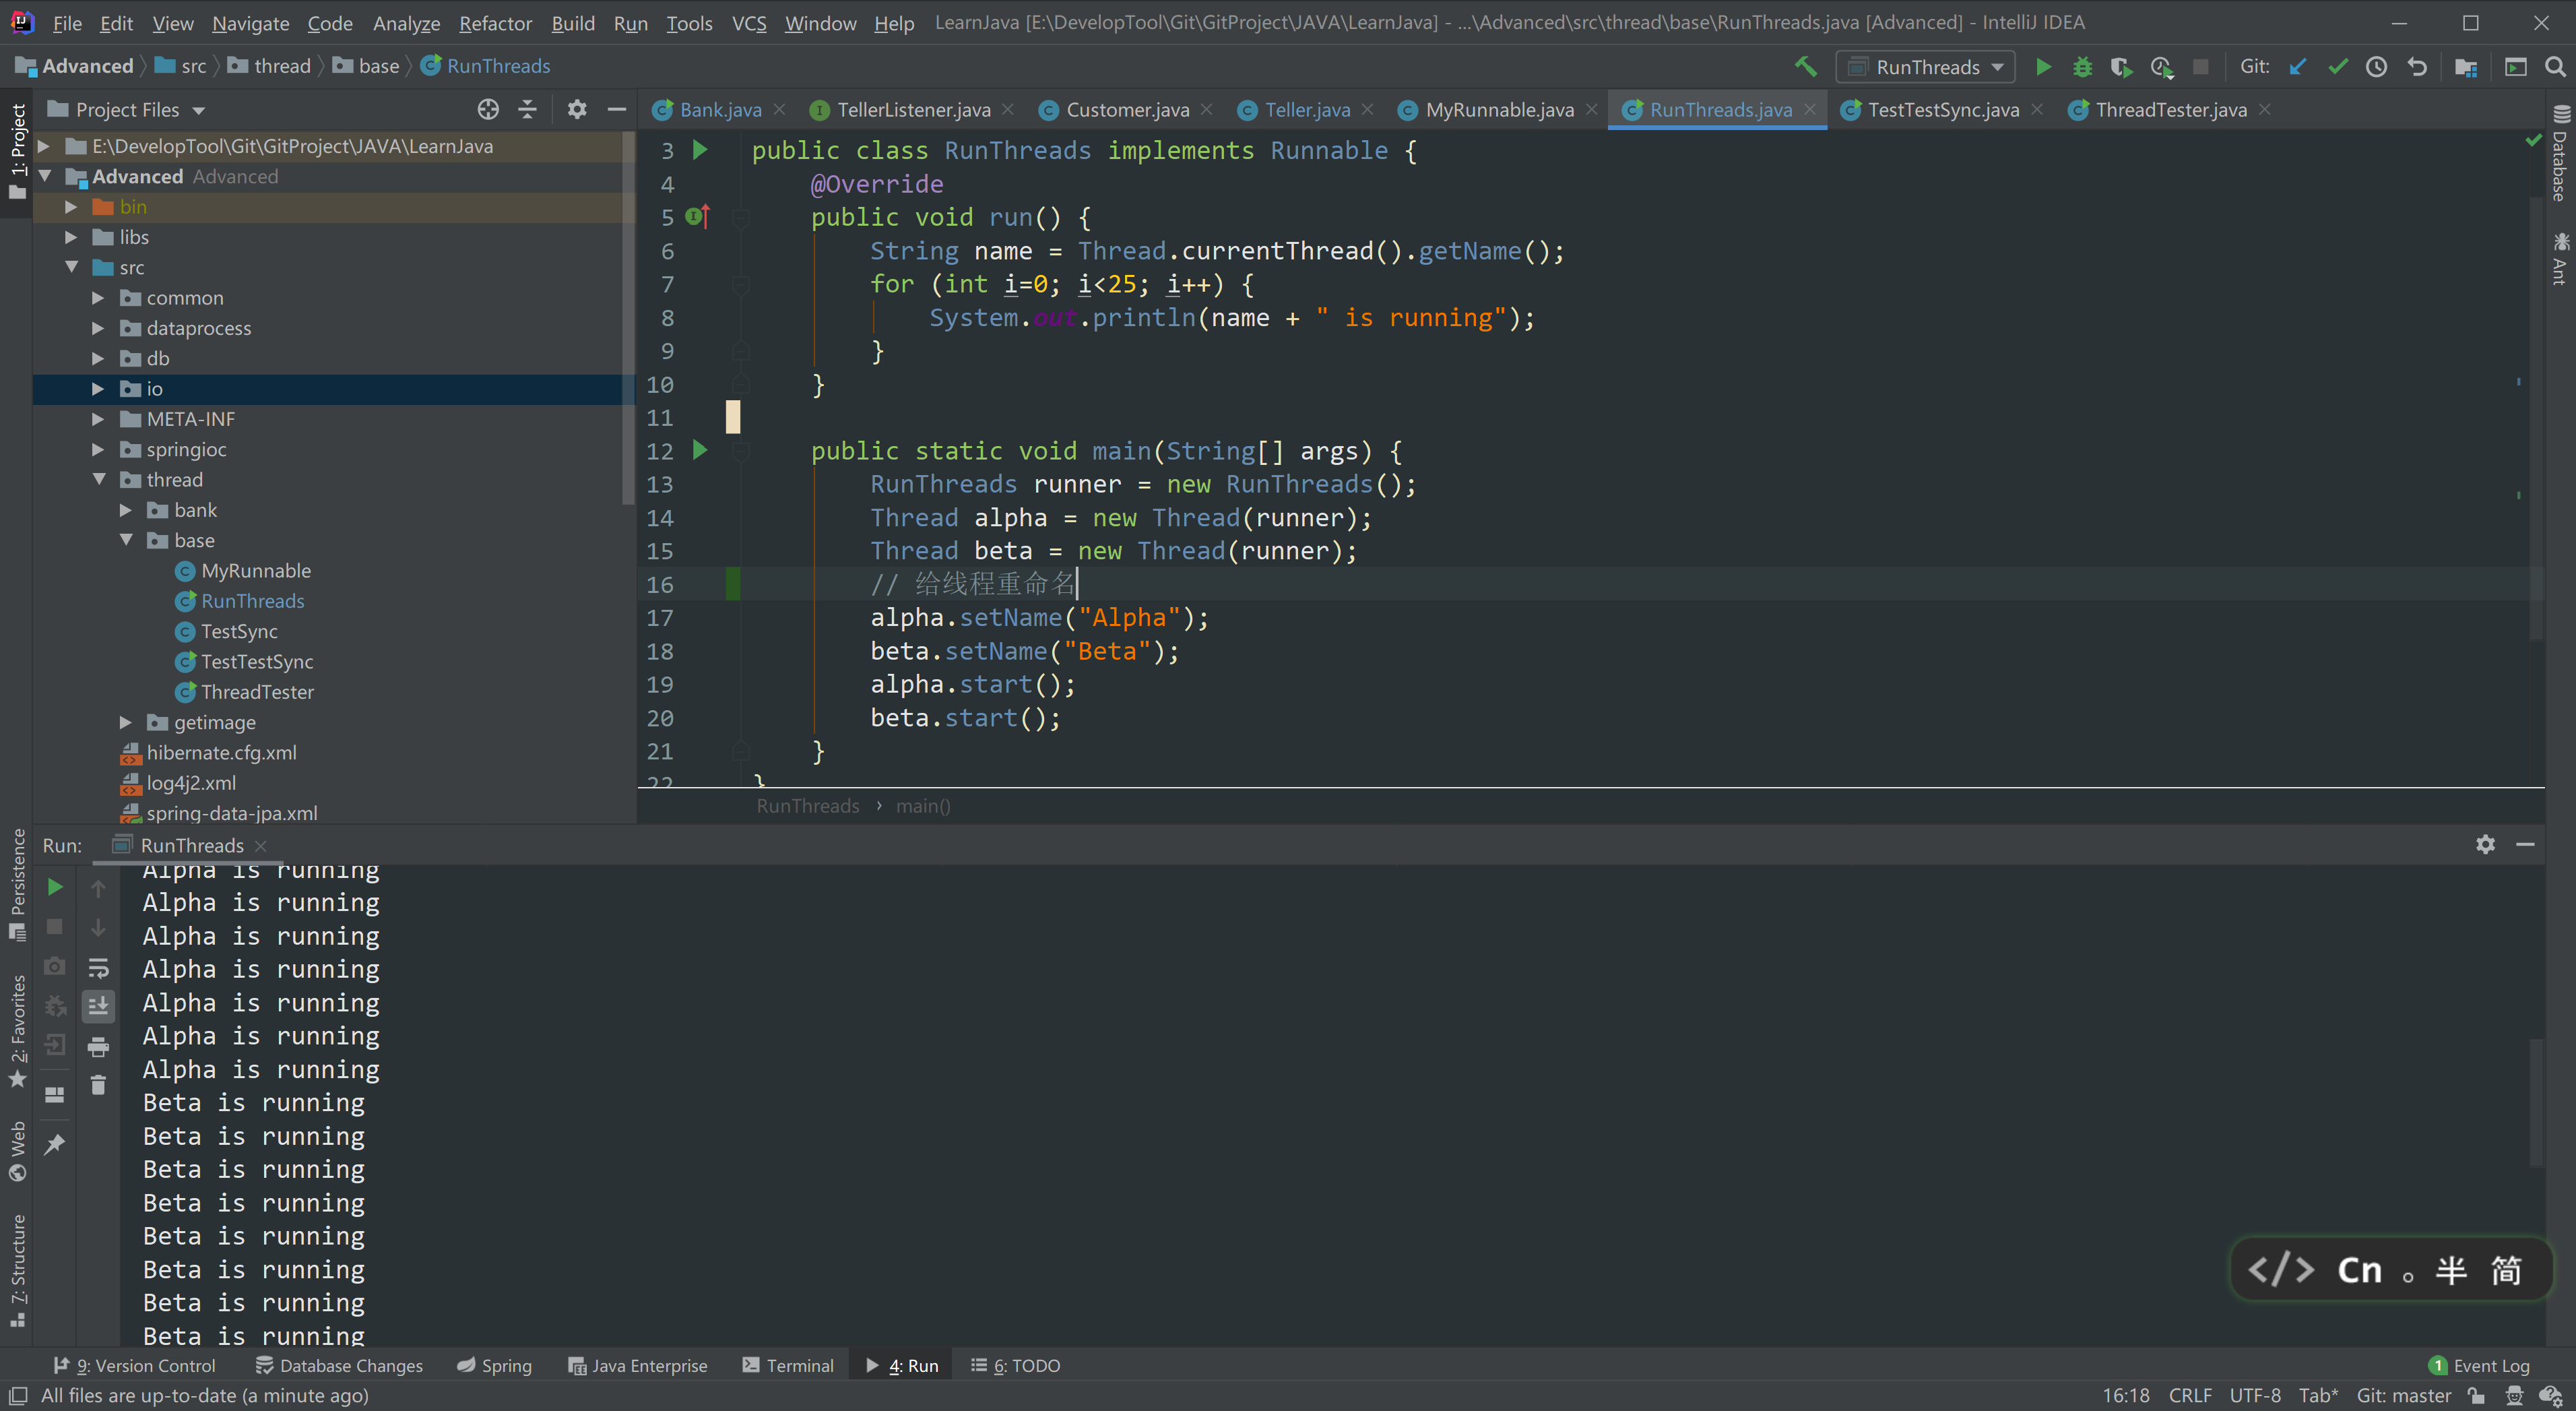 File Edit View Navigate Code Analyze Refactor Build Run Tools VCS Window Help LearnJava [E:\DevelopTool\Git\GitProject\JAVA\LearnJava] - ...\Advanced\src\thread\base\RunThreads.java [Advanced] - IntelliJ IDEA
Advanced src thread base RunThreads
RunThreads Git:
1: Project
Project Files
Bank.java TellerListener.java Customer.java Teller.java MyRunnable.java RunThreads.java TestTestSync.java ThreadTester.java
E:\DevelopTool\Git\GitProject\JAVA\LearnJava
Advanced Advanced
bin
libs
src
common
dataprocess
db
io
META-INF
springioc
thread
bank
base
MyRunnable
RunThreads
TestSync
TestTestSync
ThreadTester
getimage
hibernate.cfg.xml
log4j2.xml
spring-data-jpa.xml
3 public class RunThreads implements Runnable {
4 @Override
5 public void run() {
6 String name = Thread.currentThread().getName();
7 for (int i=0; i<25; i++) {
8 System.out.println(name + " is running");
9 }
10 }
11
12 public static void main(String[] args) {
13 RunThreads runner = new RunThreads();
14 Thread alpha = new Thread(runner);
15 Thread beta = new Thread(runner);
16 // 给线程重命名
17 alpha.setName("Alpha");
18 beta.setName("Beta");
19 alpha.start();
20 beta.start();
21 }
22 }
RunThreads › main()
Database
Ant
Run: RunThreads
Alpha is running
Alpha is running
Alpha is running
Alpha is running
Alpha is running
Alpha is running
Alpha is running
Beta is running
Beta is running
Beta is running
Beta is running
Beta is running
Beta is running
Beta is running
Beta is running
Persistence
2: Favorites
Web
7: Structure
</> Cn 。 半 简
9: Version Control Database Changes Spring Java Enterprise Terminal 4: Run 6: TODO 1 Event Log
All files are up-to-date (a minute ago) 16:18 CRLF UTF-8 Tab* Git: master